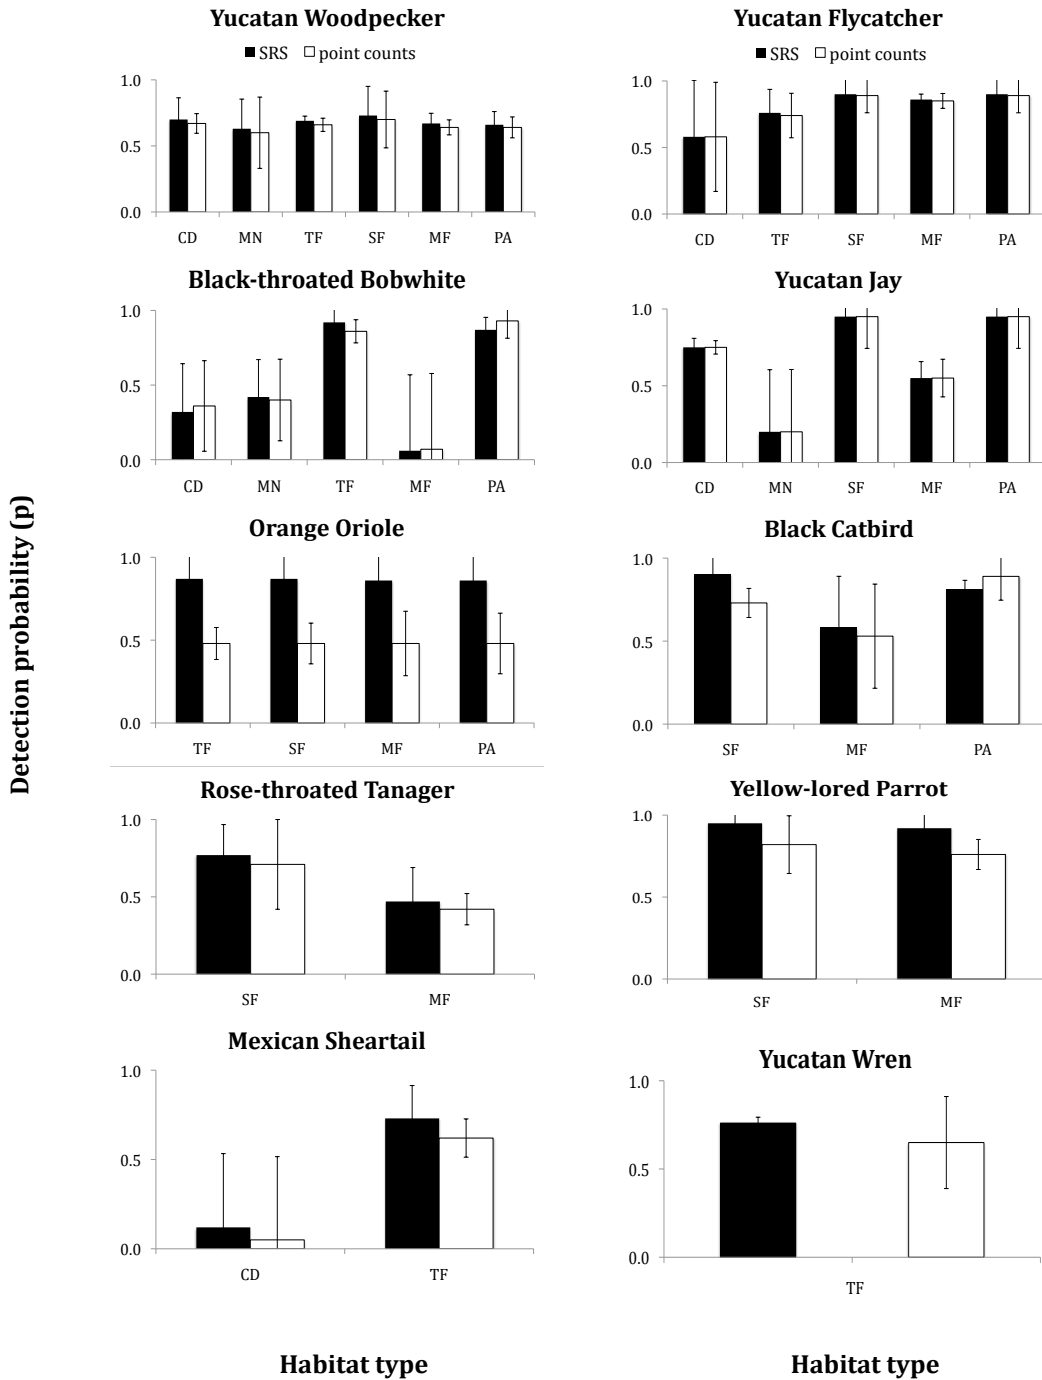 Yucatan Woodpecker
SRS point counts
1.0
0.5
0.0
CD MN TF SF MF PA
Yucatan Flycatcher
SRS point counts
1.0
0.5
0.0
CD TF SF MF PA
Black-throated Bobwhite
1.0
0.5
0.0
CD MN TF MF PA
Yucatan Jay
1.0
0.5
0.0
CD MN SF MF PA
Detection probability (p)
Orange Oriole
1.0
0.5
0.0
TF SF MF PA
Black Catbird
1.0
0.5
0.0
SF MF PA
Rose-throated Tanager
1.0
0.5
0.0
SF MF
Yellow-lored Parrot
1.0
0.5
0.0
SF MF
Mexican Sheartail
1.0
0.5
0.0
CD TF
Yucatan Wren
1.0
0.5
0.0
TF
Habitat type
Habitat type